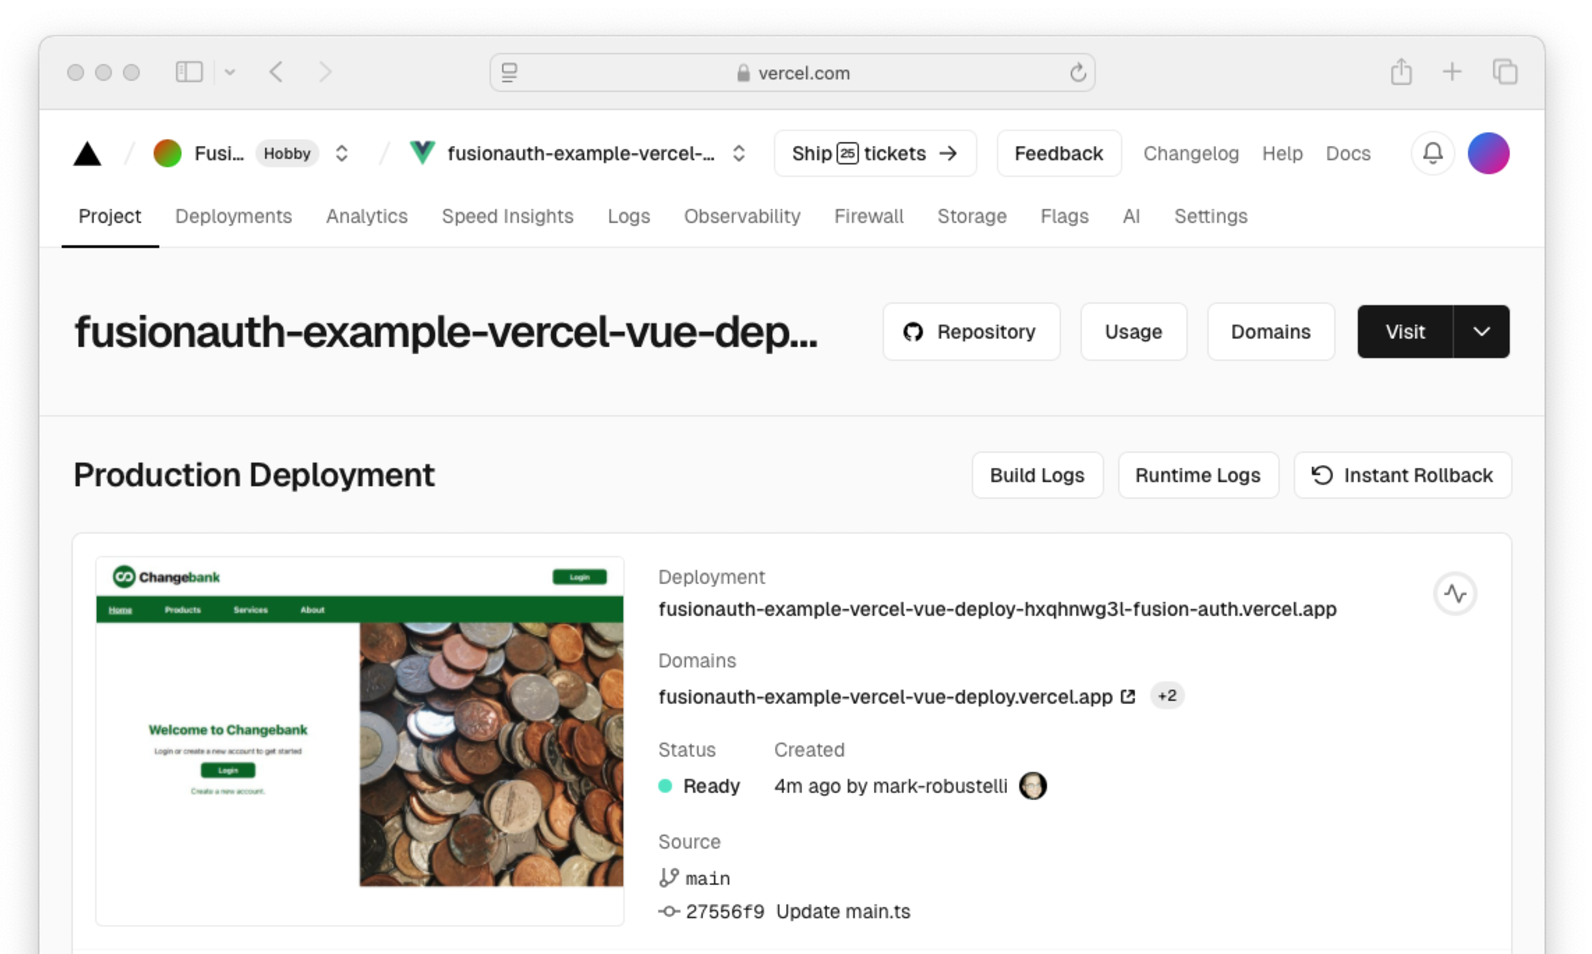 vercel.com
Fusi... Hobby fusionauth-example-vercel-... Ship 25 tickets → Feedback Changelog Help Docs
Project Deployments Analytics Speed Insights Logs Observability Firewall Storage Flags AI Settings
fusionauth-example-vercel-vue-dep... Repository Usage Domains Visit
Production Deployment Build Logs Runtime Logs Instant Rollback
Changebank Login
Home Products Services About
Welcome to Changebank
Login or create a new account to get started
Login
Create a new account.
Deployment
fusionauth-example-vercel-vue-deploy-hxqhnwg3l-fusion-auth.vercel.app
Domains
fusionauth-example-vercel-vue-deploy.vercel.app +2
Status Created
Ready 4m ago by mark-robustelli
Source
main
27556f9 Update main.ts